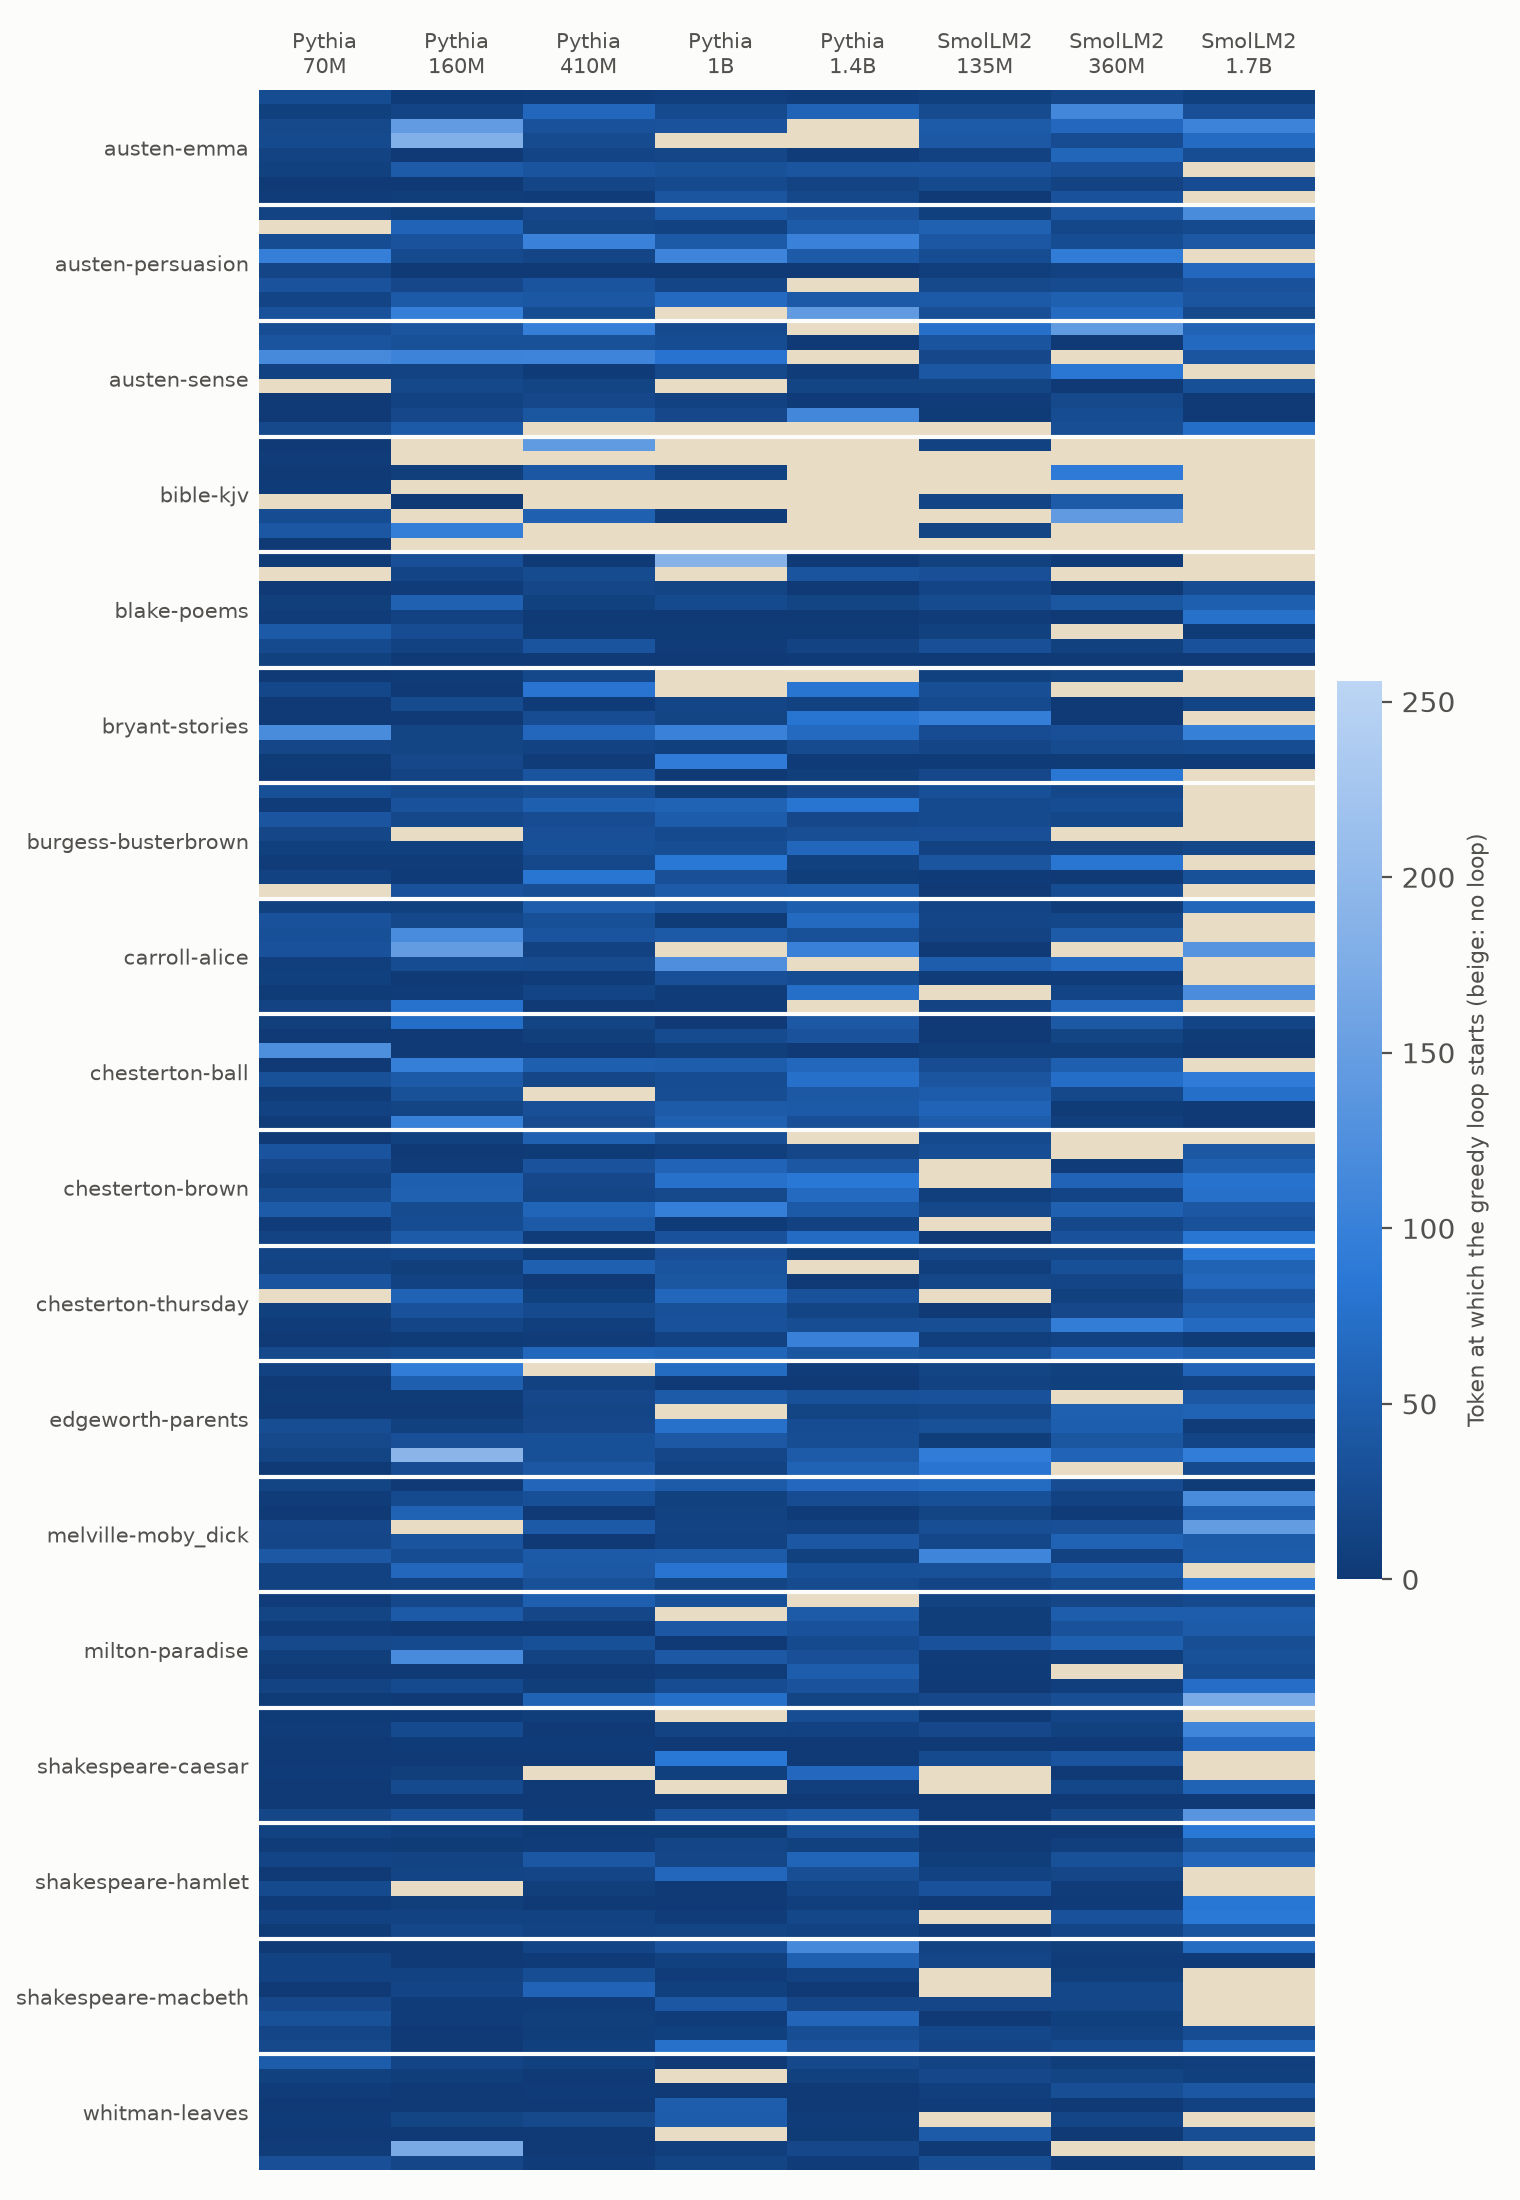 Pythia 70M
Pythia 160M
Pythia 410M
Pythia 1B
Pythia 1.4B
SmolLM2 135M
SmolLM2 360M
SmolLM2 1.7B
austen-emma
austen-persuasion
austen-sense
bible-kjv
blake-poems
bryant-stories
burgess-busterbrown
carroll-alice
chesterton-ball
chesterton-brown
chesterton-thursday
edgeworth-parents
melville-moby_dick
milton-paradise
shakespeare-caesar
shakespeare-hamlet
shakespeare-macbeth
whitman-leaves
250
200
150
100
50
0
Token at which the greedy loop starts (beige: no loop)